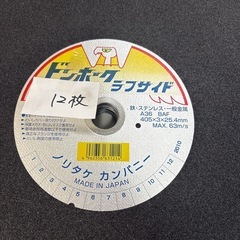 ドンホーク
ラフサイド
12枚
鉄・ステンレス・一般金属
A36 BAF
405×3×25.4mm
MAX. 63m/s
ノリタケ カンパニー
MADE IN JAPAN
1 2 3 4 5 6 7 8 9 10 11 12 2010